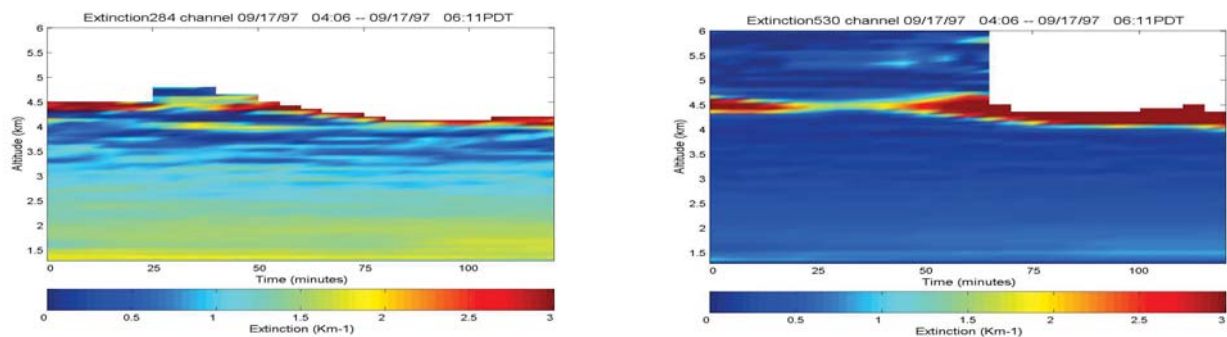 Extinction284 channel 09/17/97 04:06 -- 09/17/97 06:11PDT
6
5.5
5
4.5
4
3.5
3
2.5
2
1.5
Altitude (km)
0 25 50 75 100
Time (minutes)
0 0.5 1 1.5 2 2.5 3
Extinction (Km-1)
Extinction530 channel 09/17/97 04:06 -- 09/17/97 06:11PDT
6
5.5
5
4.5
4
3.5
3
2.5
2
1.5
Altitude (km)
0 25 50 75 100
Time (minutes)
0 0.5 1 1.5 2 2.5 3
Extinction (Km-1)